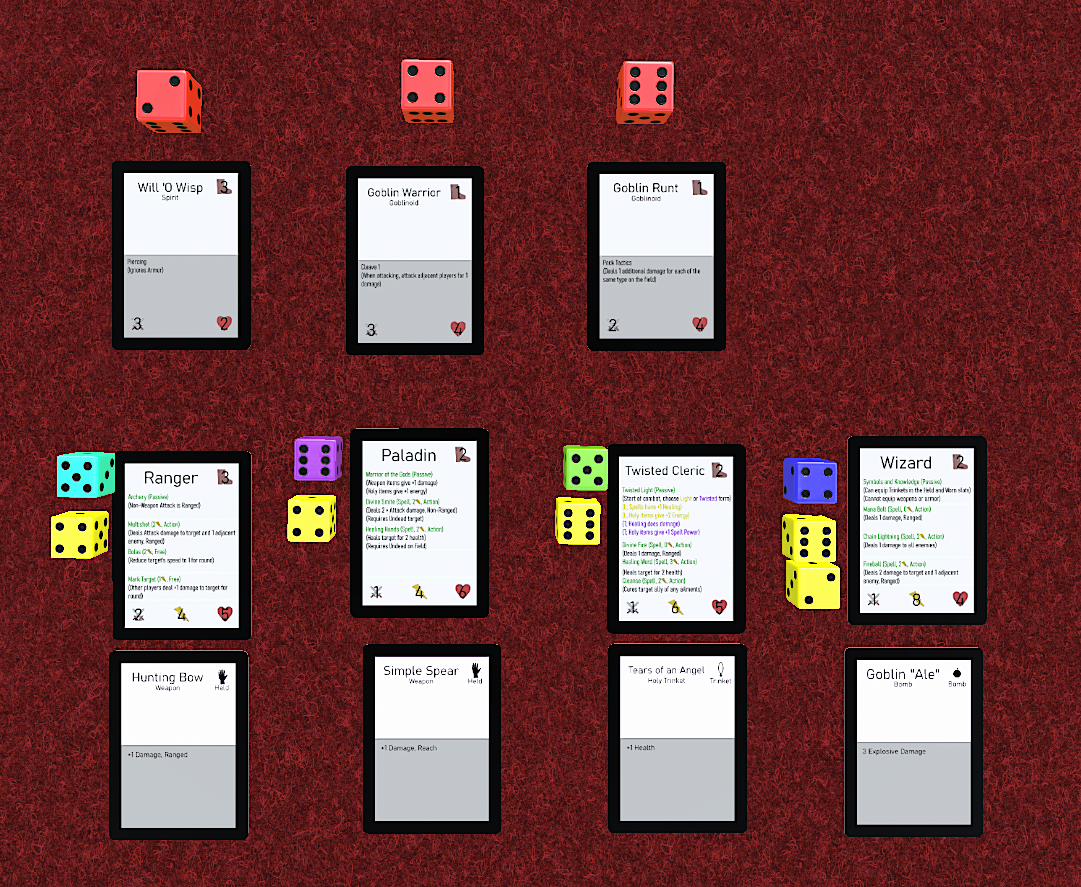 Will 'O Wisp
3
Spirit
Piercing
(Ignores Armor)
3
2
Goblin Warrior
1
Goblinoid
Cleave 1
(When attacking, attack adjacent players for 1
damage)
3
4
Goblin Runt
1
Goblinoid
Pack Tactics
(Deals 1 additional damage for each of the
same type on the field)
2
4
Ranger
3
Archery (Passive)
(Non-Weapon Attack is Ranged)
Multishot (2, Action)
(Deals Attack damage to target and 1 adjacent
enemy, Ranged)
Bolas (2, Free)
(Reduce target's speed to 1 for round)
Mark Target (1, Free)
(Other players deal +1 damage to target for
round)
2
4
5
Paladin
2
Warrior of the Gods (Passive)
(Weapon items give +1 damage)
(Holy items give +1 energy)
Divine Smite (Spell, 2, Action)
(Deals 2 + Attack damage, Non-Ranged)
(Requires Undead target)
Healing Hands (Spell, 2, Action)
(Heals target for 2 health)
(Requires Undead on field)
1
4
6
Twisted Cleric
2
Twisted Light (Passive)
(Start of combat, choose Light or Twisted form)
Spells have +1 Healing)
Holy items give +2 Energy)
Healing does damage)
Holy items give +1 Spell Power)
Divine Fire (Spell, 0, Action)
(Deals 1 damage, Ranged)
Healing Word (Spell, 3, Action)
(Heals target for 2 health)
Cleanse (Spell, 2, Action)
(Cures target ally of any ailments)
1
6
5
Wizard
2
Symbols and Knowledge (Passive)
(Can equip Trinkets in the Field and Worn slots)
(Cannot equip weapons or armor)
Mana Bolt (Spell, 0, Action)
(Deals 1 damage, Ranged)
Chain Lightning (Spell, 2, Action)
(Deals 1 damage to all enemies)
Fireball (Spell, 2, Action)
(Deals 2 damage to target and 1 adjacent
enemy, Ranged)
1
8
4
Hunting Bow
Weapon
Held
+1 Damage, Ranged
Simple Spear
Weapon
Held
+1 Damage, Reach
Tears of an Angel
Holy Trinket
Trinket
+1 Health
Goblin "Ale"
Bomb
Bomb
3 Explosive Damage